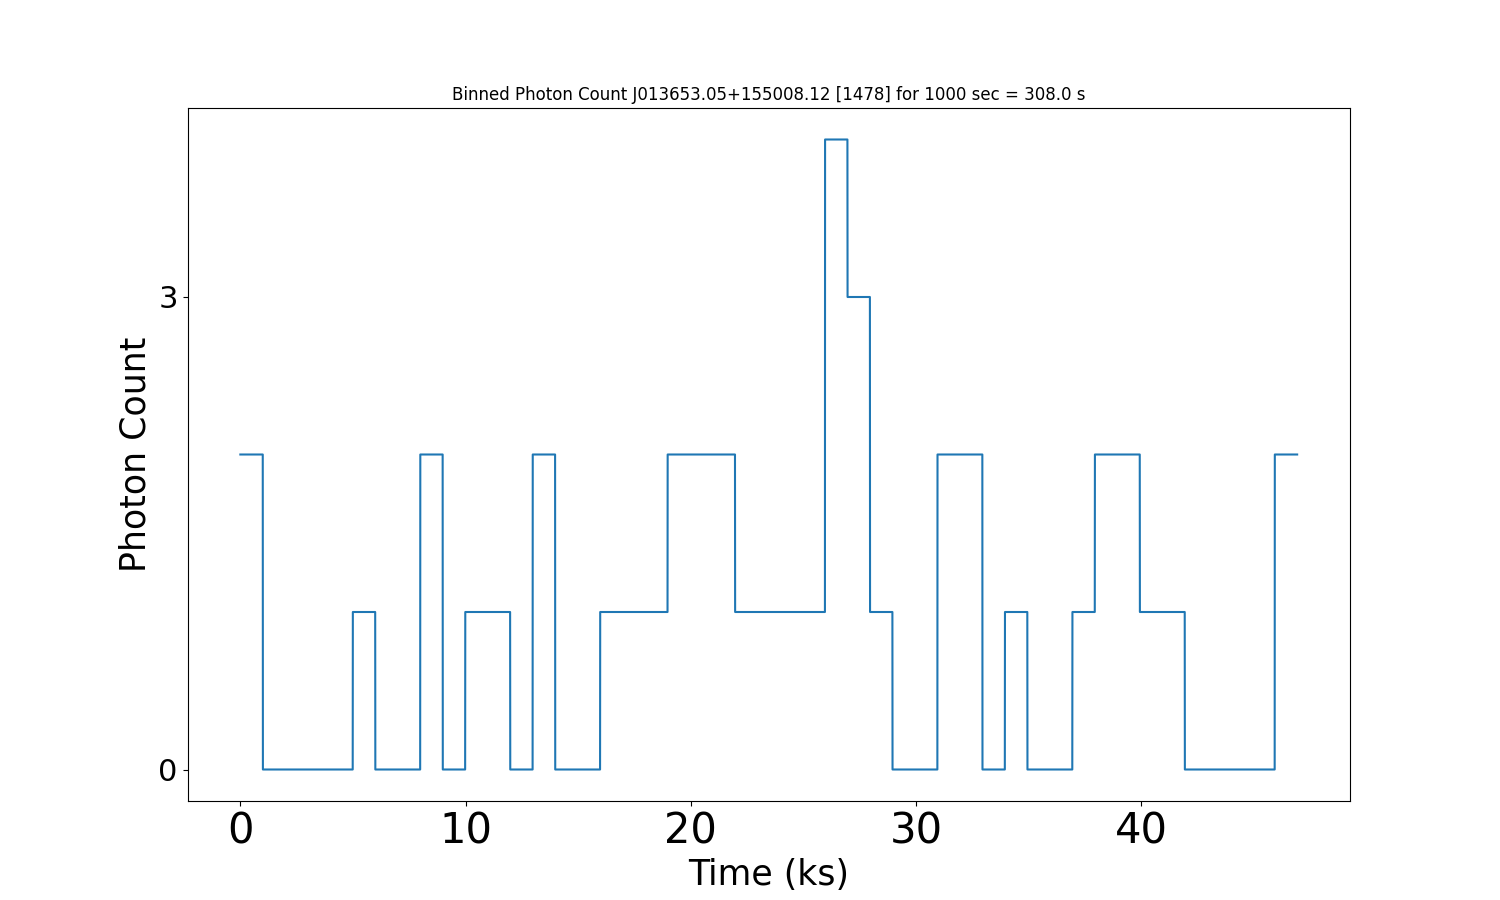 Binned Photon Count J013653.05+155008.12 [1478] for 1000 sec = 308.0 s
3
Photon Count
0
0 10 20 30 40
Time (ks)